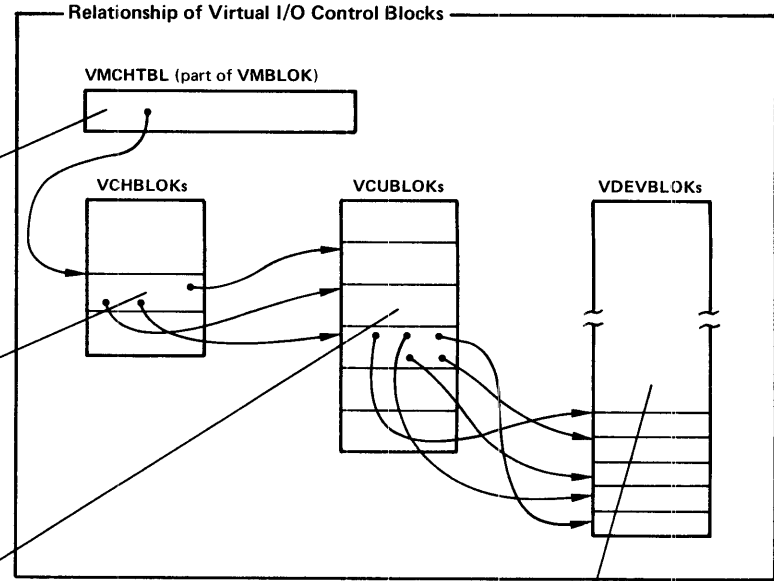 Relationship of Virtual I/O Control Blocks
VMCHTBL (part of VMBLOK)
VCHBLOKs
VCUBLOKs
VDEVBLOKs